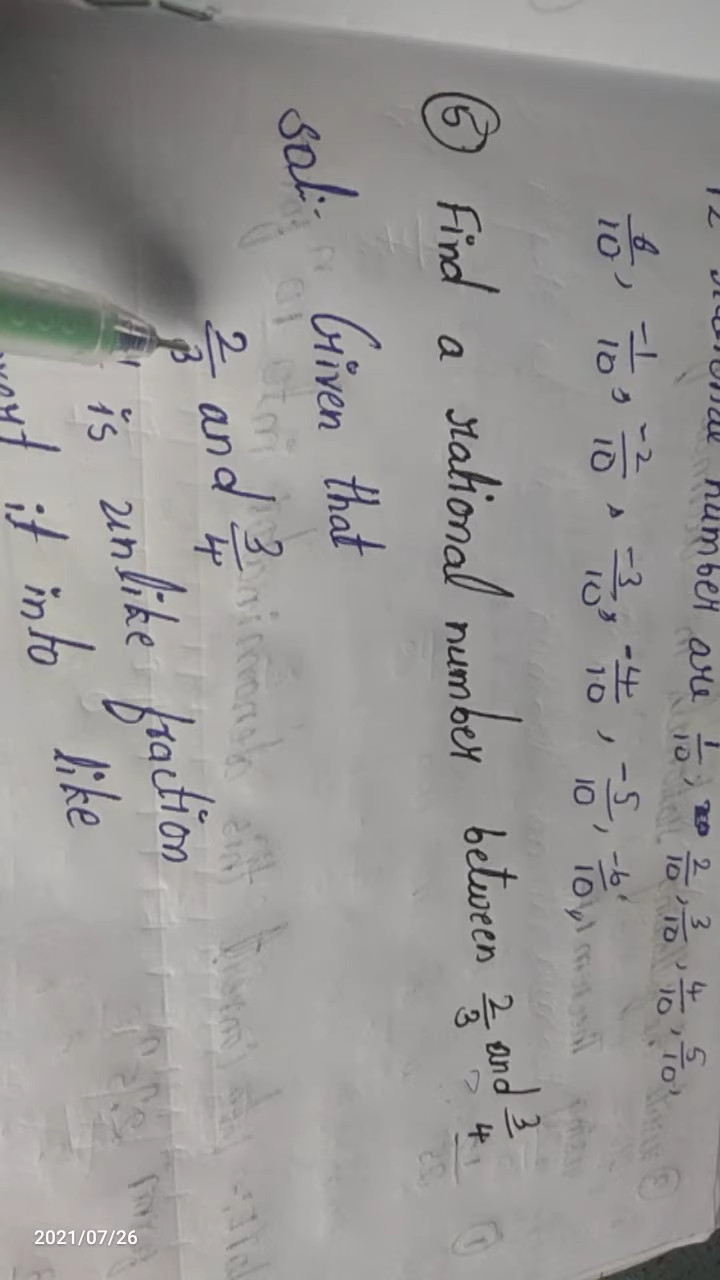 number are 1/10, 2/10, 3/10, 4/10, 5/10,
6/10, -1/10, -2/10, -3/10, -4/10, -5/10, -6/10,
⑤ Find a rational number between 2/3 and 3/4
Sol:- Given that
2/3 and 3/4
is unlike fraction
it into like
2021/07/26